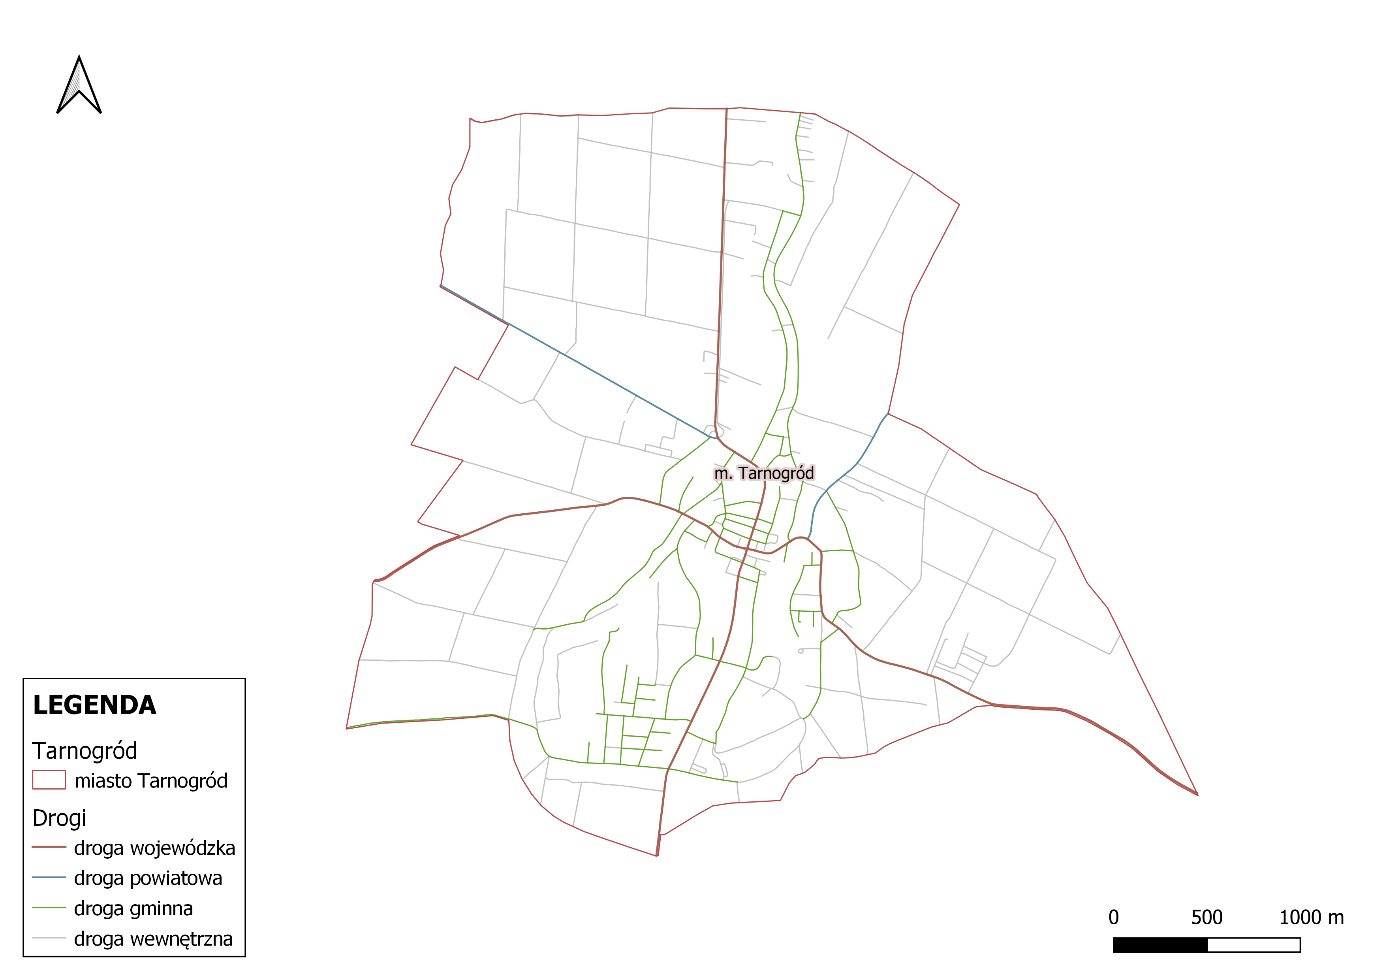 m. Tarnogród
LEGENDA
Tarnogród
miasto Tarnogród
Drogi
droga wojewódzka
droga powiatowa
droga gminna
droga wewnętrzna
0 500 1000 m